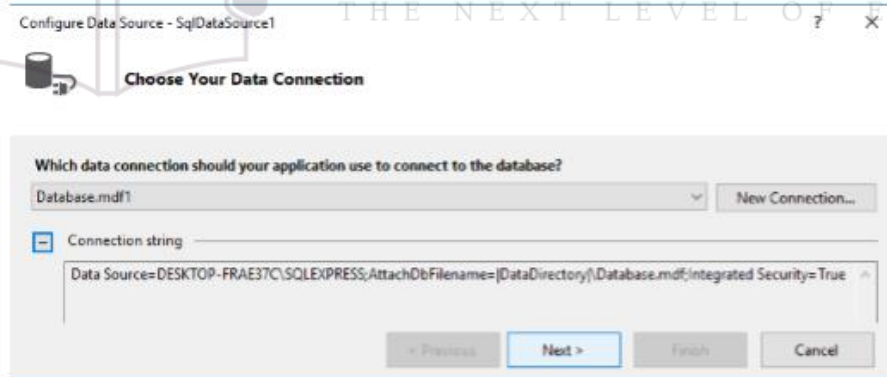 THE NEXT LEVEL OF E
Configure Data Source - SqlDataSource1 ? ×
Choose Your Data Connection
Which data connection should your application use to connect to the database?
Database.mdf1
New Connection...
Connection string
Data Source=DESKTOP-FRAE37C\SQLEXPRESS;AttachDbFilename=|DataDirectory|\Database.mdf;Integrated Security=True
< Previous Next > Finish Cancel